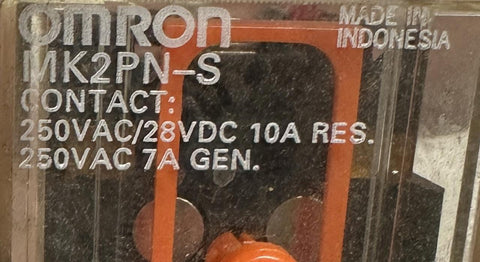 OMRON
MADE IN
INDONESIA
MK2PN-S
CONTACT:
250VAC/28VDC 10A RES.
250VAC 7A GEN.